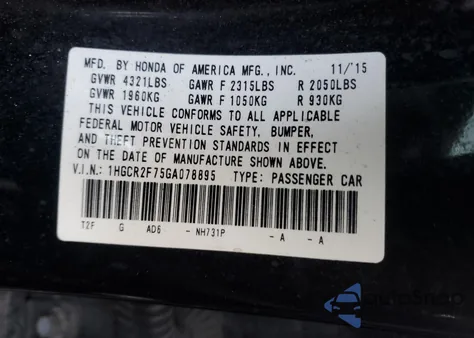 MFD. BY HONDA OF AMERICA MFG., INC. 11/15
GVWR 4321LBS GAWR F 2315LBS R 2050LBS
GVWR 1960KG GAWR F 1050KG R 930KG
THIS VEHICLE CONFORMS TO ALL APPLICABLE
FEDERAL MOTOR VEHICLE SAFETY, BUMPER,
AND THEFT PREVENTION STANDARDS IN EFFECT
ON THE DATE OF MANUFACTURE SHOWN ABOVE.
V.I.N.: 1HGCR2F75GA078895 TYPE: PASSENGER CAR
T2F G AD6 - NH731P - A - A
AutoSnap